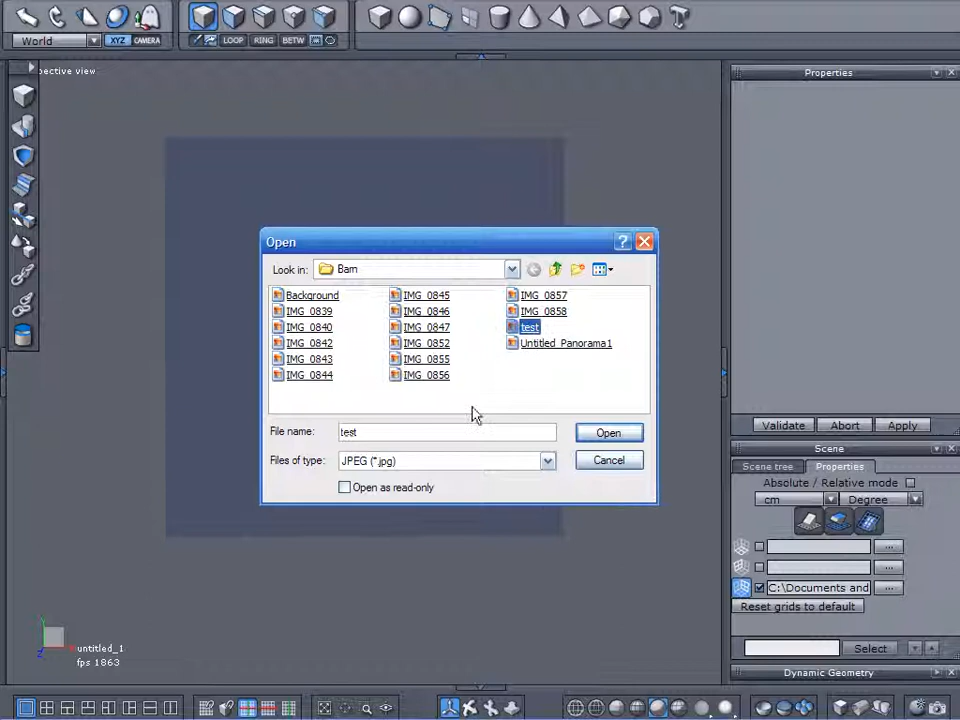 World
XYZ
CAMERA
LOOP
RING
BETW
pective view
Properties
Open
Look in:
Bam
Background
IMG_0839
IMG_0840
IMG_0842
IMG_0843
IMG_0844
IMG_0845
IMG_0846
IMG_0847
IMG_0852
IMG_0855
IMG_0856
IMG_0857
IMG_0858
test
Untitled_Panorama1
File name:
test
Open
Files of type:
JPEG (*.jpg)
Cancel
Open as read-only
Validate
Abort
Apply
Scene
Scene tree
Properties
Absolute / Relative mode
cm
Degree
...
...
C:\Documents and
...
Reset grids to default
Select
Dynamic Geometry
untitled_1
fps 1863